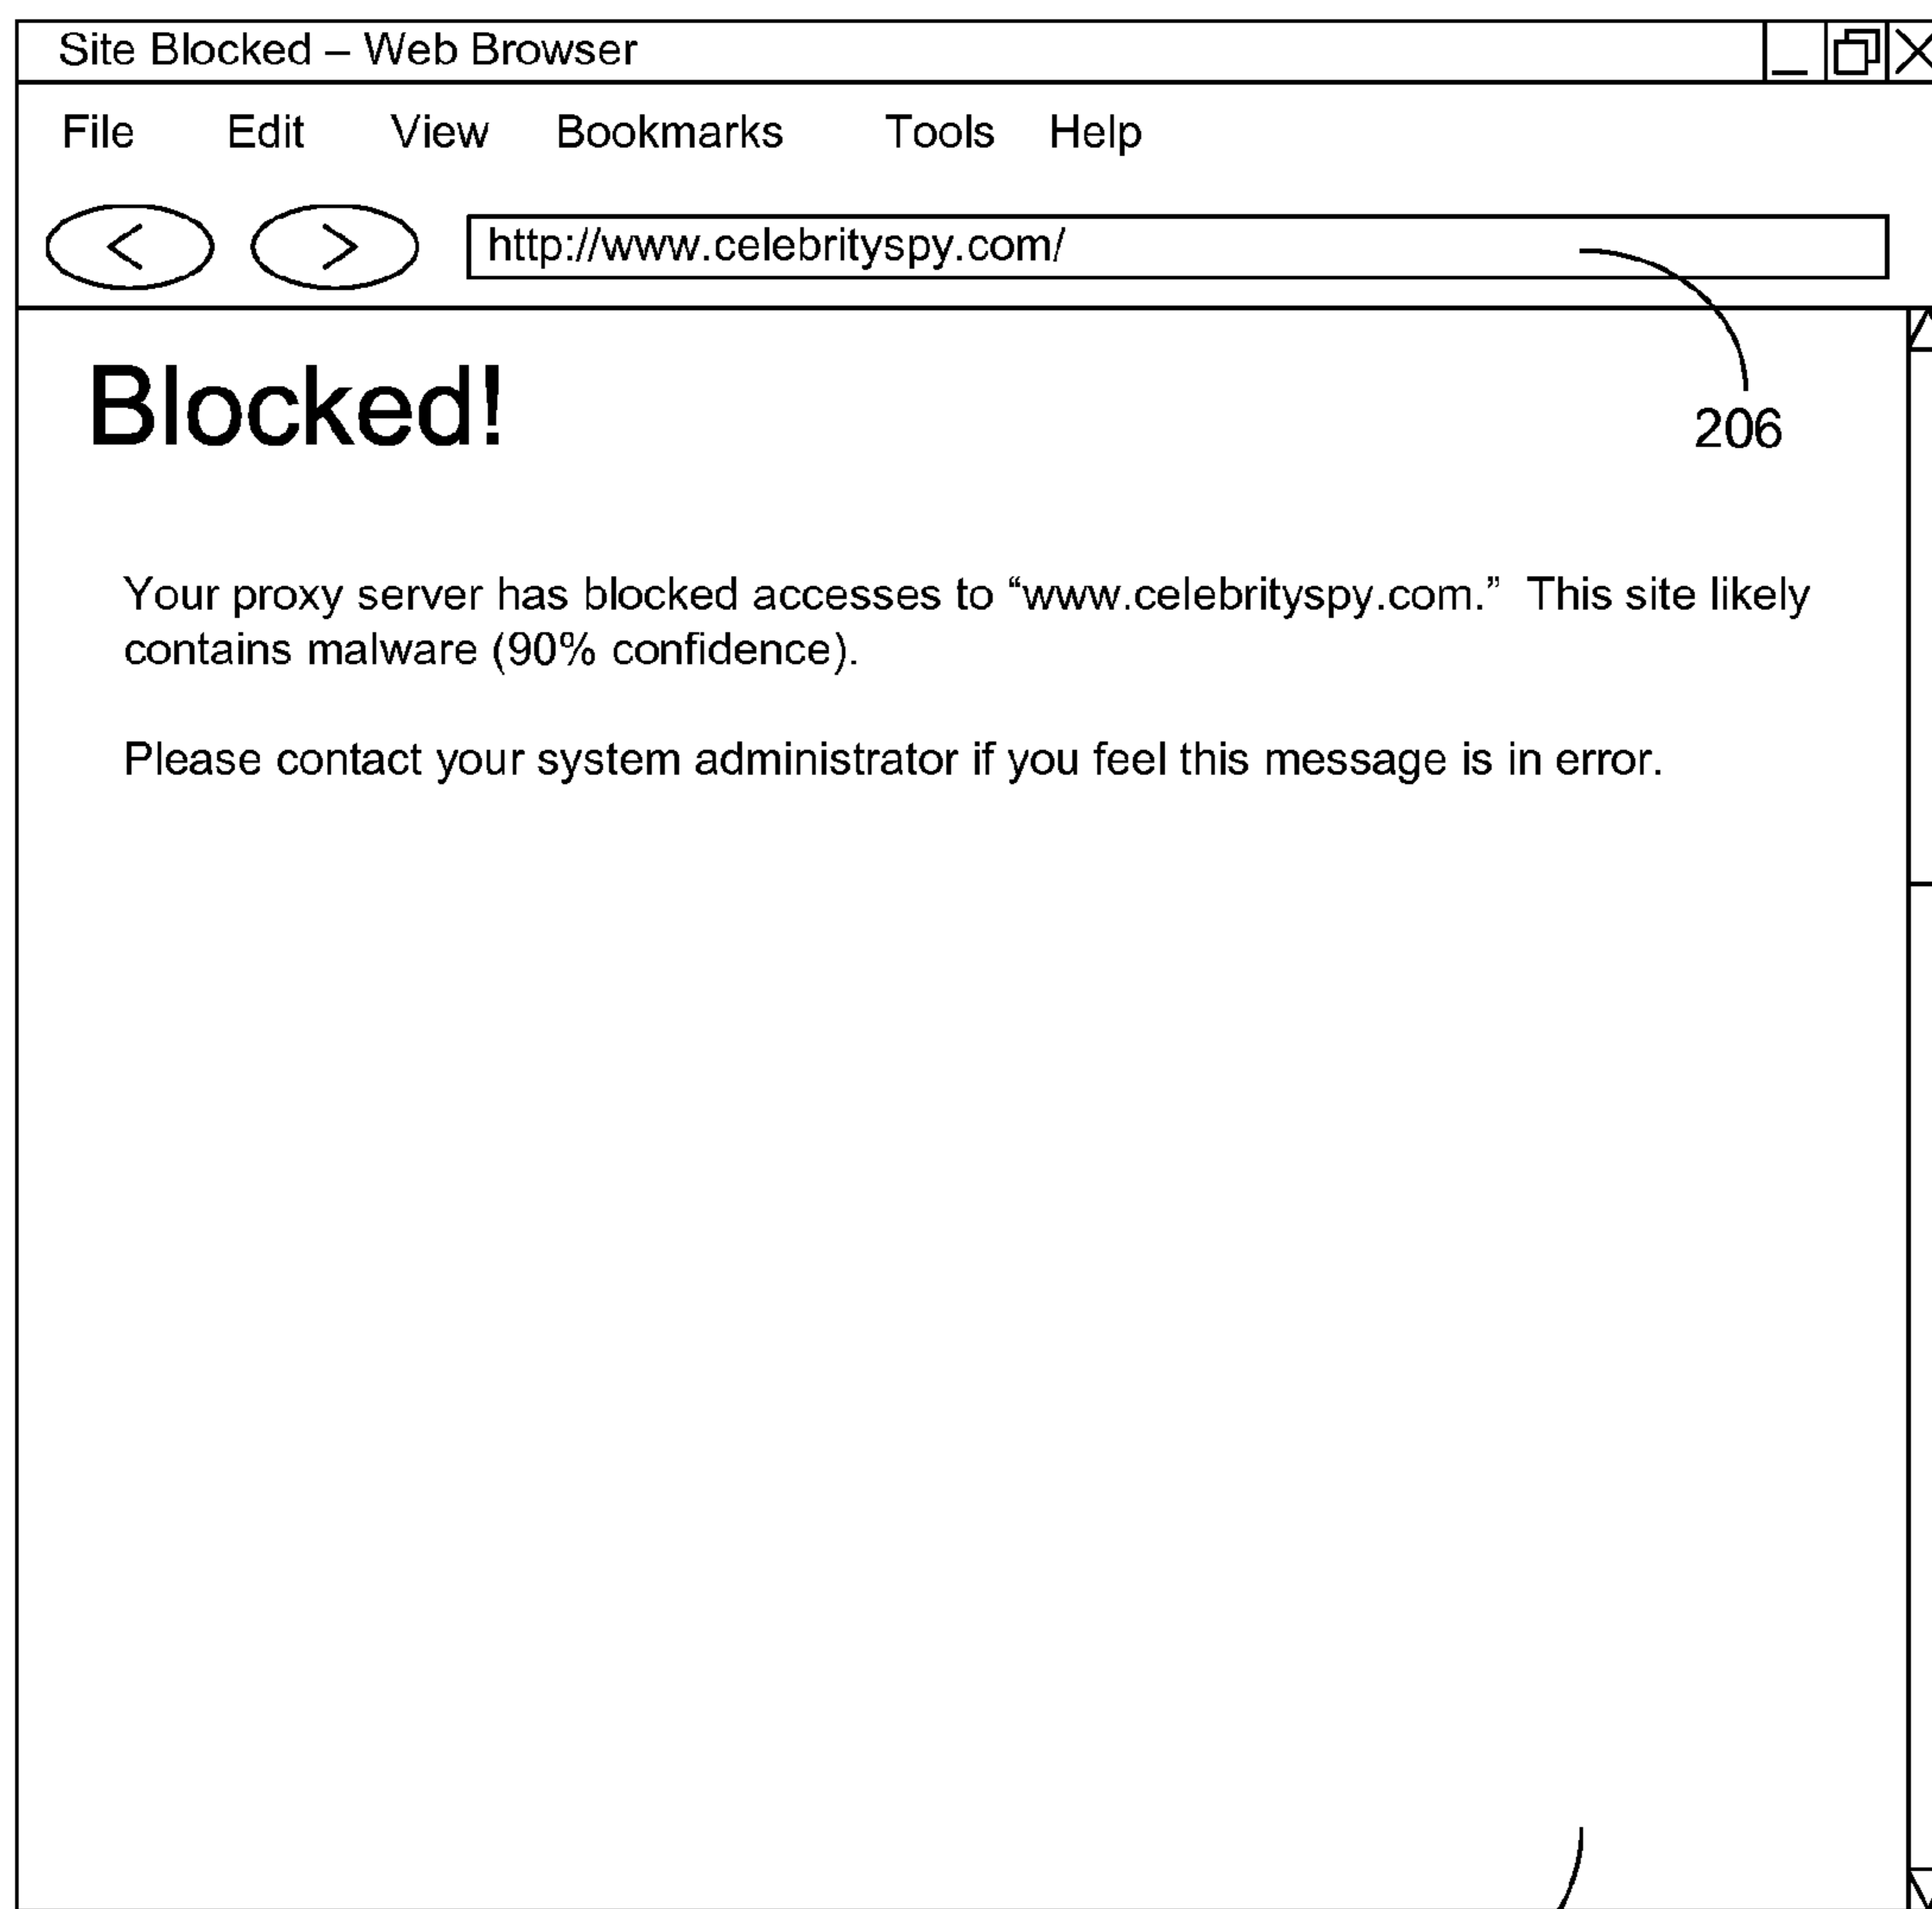 Site Blocked – Web Browser
File Edit View Bookmarks Tools Help
< > http://www.celebrityspy.com/
Blocked!
206
Your proxy server has blocked accesses to “www.celebrityspy.com.” This site likely
contains malware (90% confidence).
Please contact your system administrator if you feel this message is in error.